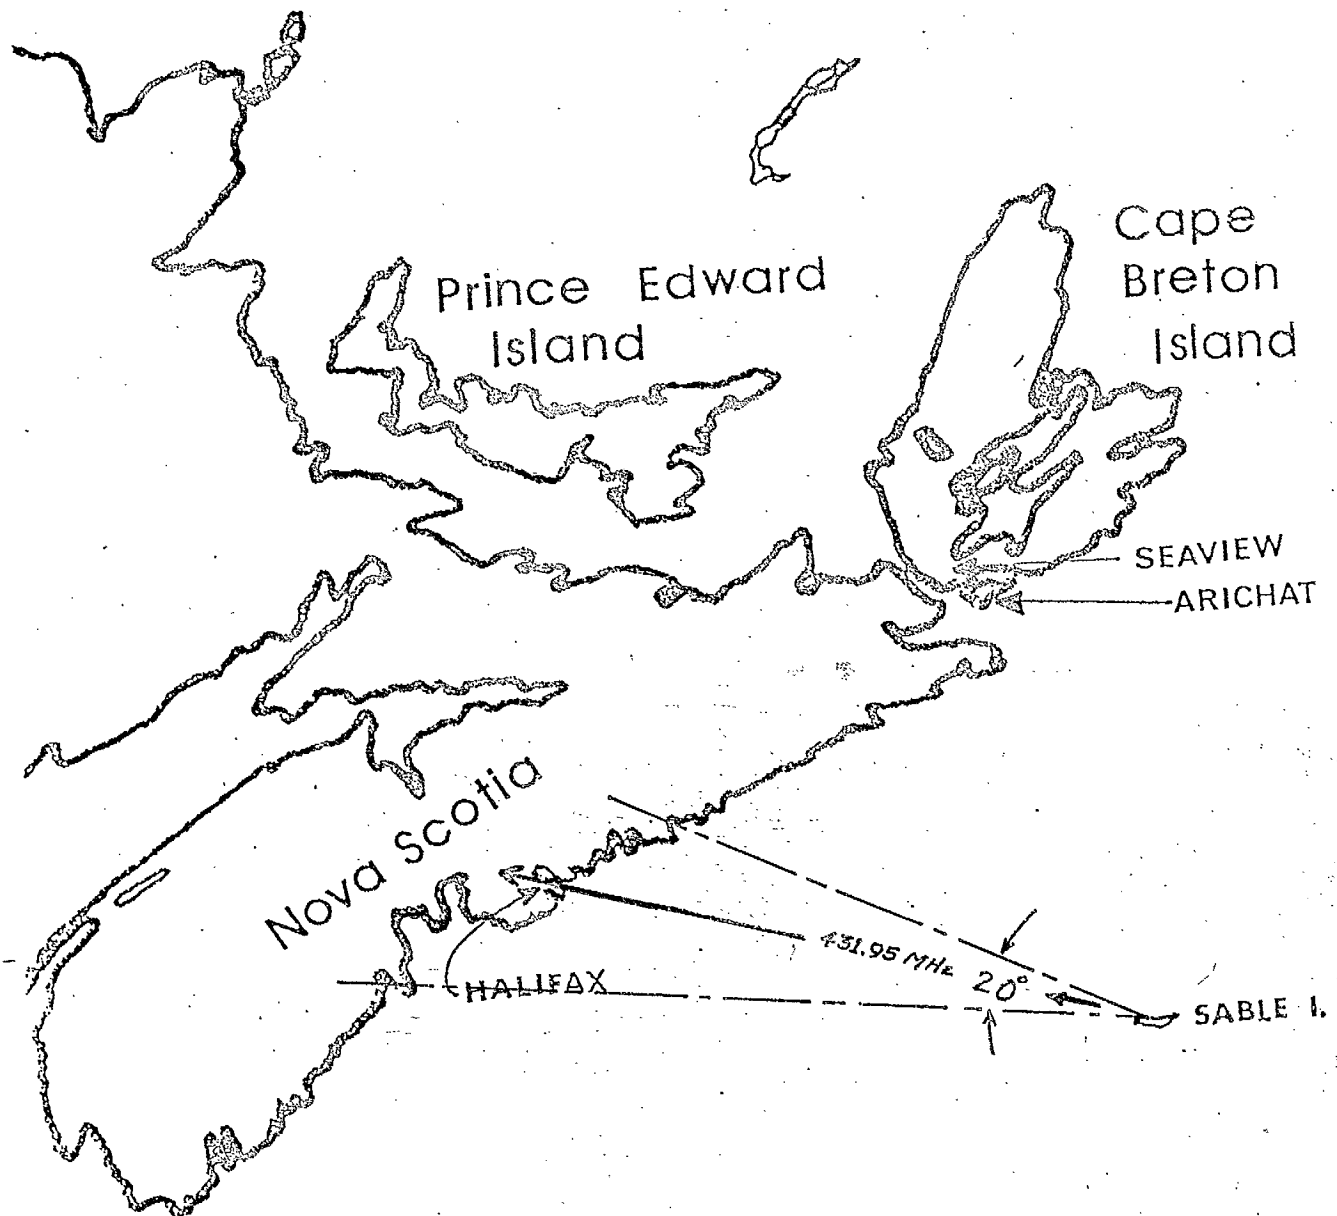 Cape
Breton
Island
Prince Edward
Island
SEAVIEW
ARICHAT
Nova Scotia
431.95 MHz
20°
HALIFAX
SABLE I.